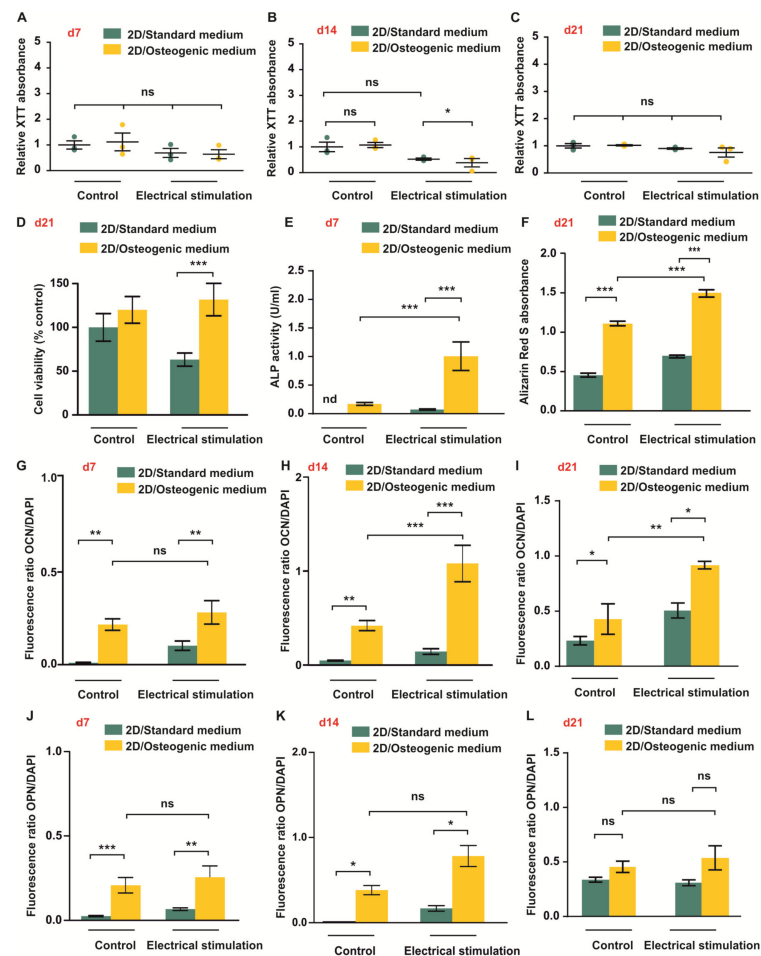 A
d7
2D/Standard medium
2D/Osteogenic medium
Relative XTT absorbance
5
4
3
2
1
0
ns
Control
Electrical stimulation
B
d14
2D/Standard medium
2D/Osteogenic medium
Relative XTT absorbance
5
4
3
2
1
0
ns
ns
*
Control
Electrical stimulation
C
d21
2D/Standard medium
2D/Osteogenic medium
Relative XTT absorbance
5
4
3
2
1
0
ns
Control
Electrical stimulation
D
d21
2D/Standard medium
2D/Osteogenic medium
Cell viability (% control)
150
100
50
0
***
Control
Electrical stimulation
E
d7
2D/Standard medium
2D/Osteogenic medium
ALP activity (U/ml)
2.5
2.0
1.5
1.0
0.5
0.0
nd
***
***
Control
Electrical stimulation
F
d21
2D/Standard medium
2D/Osteogenic medium
Alizarin Red S absorbance
2.0
1.5
1.0
0.5
0.0
***
***
***
Control
Electrical stimulation
G
d7
2D/Standard medium
2D/Osteogenic medium
Fluorescence ratio OCN/DAPI
1.0
0.5
0.0
**
**
ns
Control
Electrical stimulation
H
d14
2D/Standard medium
2D/Osteogenic medium
Fluorescence ratio OCN/DAPI
2
1
0
**
***
***
Control
Electrical stimulation
I
d21
2D/Standard medium
2D/Osteogenic medium
Fluorescence ratio OCN/DAPI
1.5
1.0
0.5
0.0
*
*
**
Control
Electrical stimulation
J
d7
2D/Standard medium
2D/Osteogenic medium
Fluorescence ratio OPN/DAPI
1.0
0.5
0.0
ns
***
**
Control
Electrical stimulation
K
d14
2D/Standard medium
2D/Osteogenic medium
Fluorescence ratio OPN/DAPI
2.0
1.0
0.0
ns
*
*
Control
Electrical stimulation
L
d21
2D/Standard medium
2D/Osteogenic medium
Fluorescence ratio OPN/DAPI
1.5
1.0
0.5
0.0
ns
ns
ns
Control
Electrical stimulation